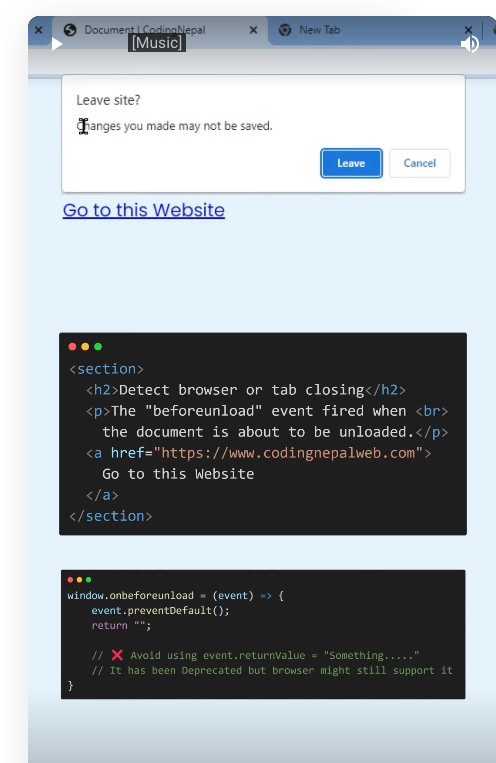 Document | CodingNepal
New Tab
[Music]
Leave site?
Changes you made may not be saved.
Leave
Cancel
Go to this Website
<section>
<h2>Detect browser or tab closing</h2>
<p>The "beforeunload" event fired when <br>
the document is about to be unloaded.</p>
<a href="https://www.codingnepalweb.com">
Go to this Website
</a>
</section>
window.onbeforeunload = (event) => {
event.preventDefault();
return "";
// ❌ Avoid using event.returnValue = "Something....."
// It has been Deprecated but browser might still support it
}